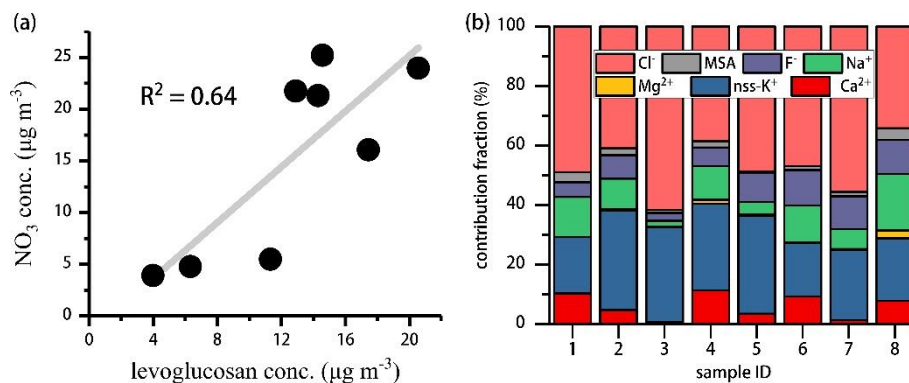 (a)
25
20
15
10
5
0
NO3 conc. (μg m-3)
R2 = 0.64
0 4 8 12 16 20
levoglucosan conc. (μg m-3)
(b)
100
80
60
40
20
0
contribution fraction (%)
Cl- MSA F- Na+
Mg2+ nss-K+ Ca2+
1 2 3 4 5 6 7 8
sample ID